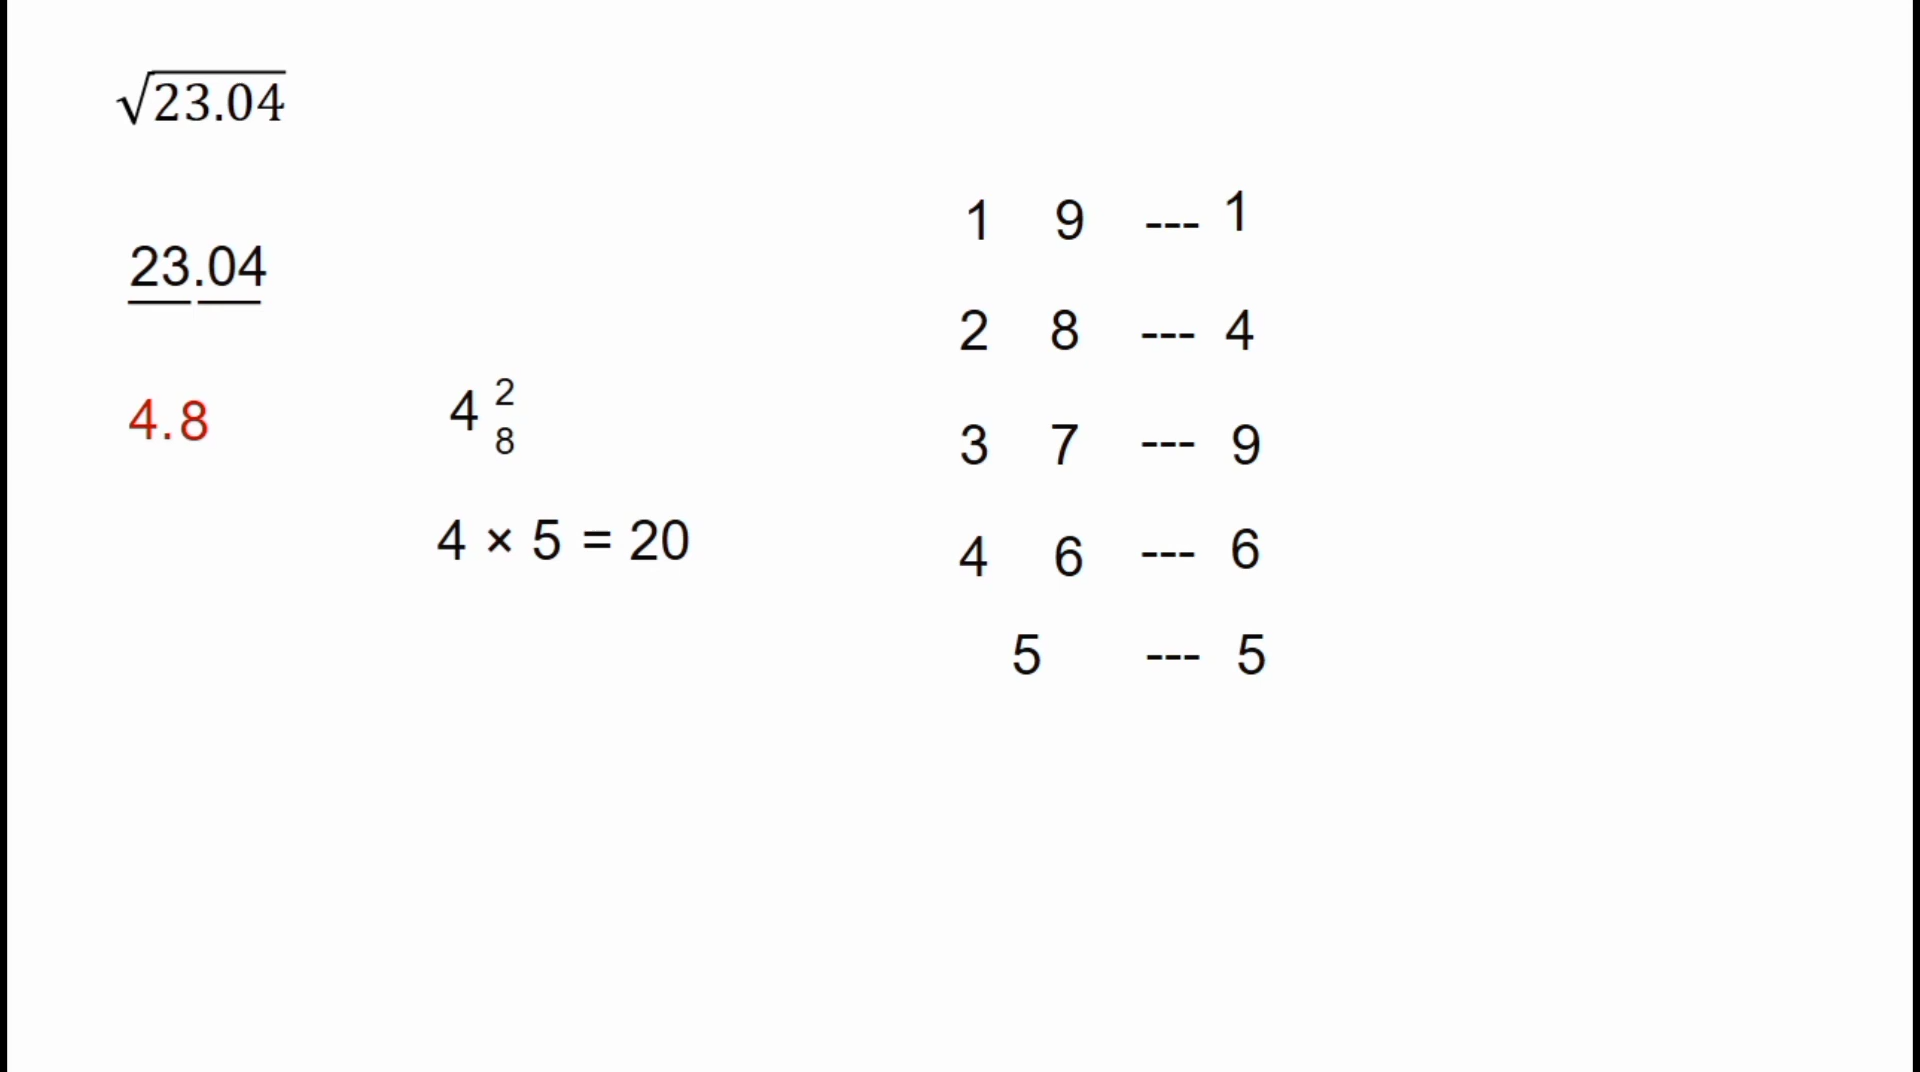 √23.04
23.04
4.8
4 2 8
4 × 5 = 20
1 9 --- 1
2 8 --- 4
3 7 --- 9
4 6 --- 6
5 --- 5